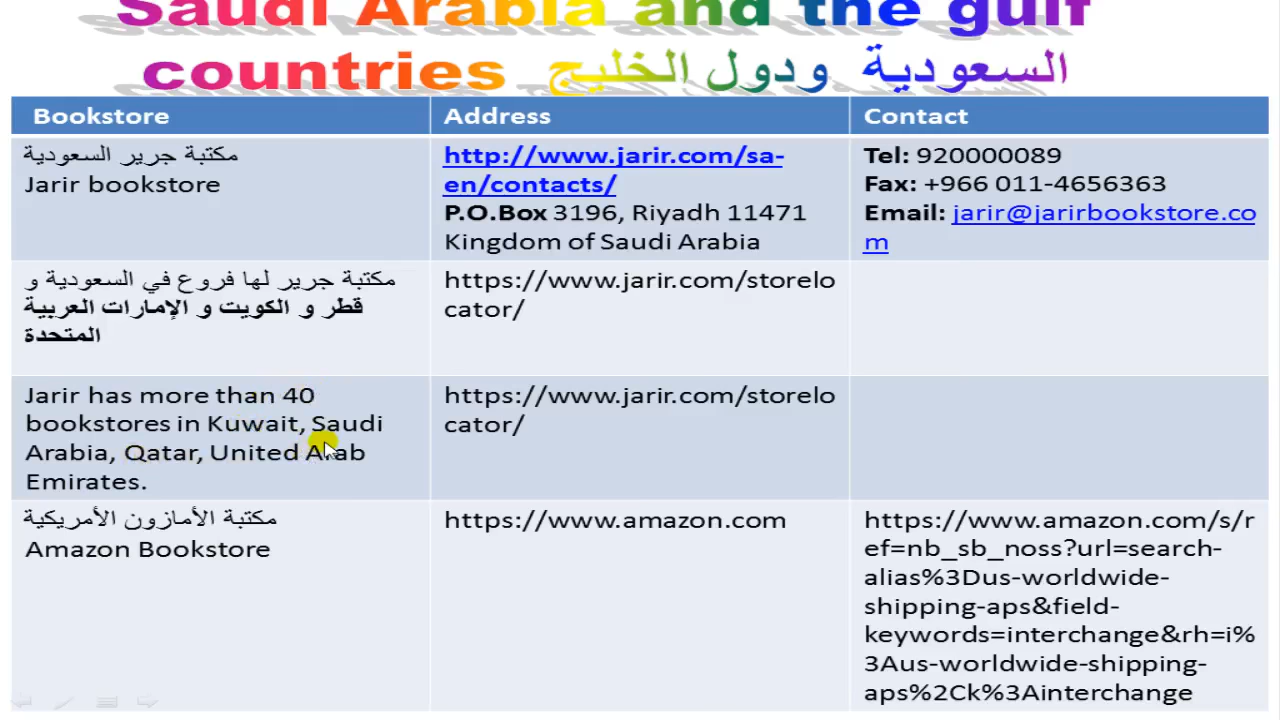 Saudi Arabia and the gulf
countries السعودية ودول الخليج
Bookstore Address Contact
مكتبة جرير السعودية
Jarir bookstore
http://www.jarir.com/sa-
en/contacts/
P.O.Box 3196, Riyadh 11471
Kingdom of Saudi Arabia
Tel: 920000089
Fax: +966 011-4656363
Email: jarir@jarirbookstore.co
m
مكتبة جرير لها فروع في السعودية و
قطر و الكويت و الإمارات العربية
المتحدة
https://www.jarir.com/storelo
cator/
Jarir has more than 40
bookstores in Kuwait, Saudi
Arabia, Qatar, United Arab
Emirates.
https://www.jarir.com/storelo
cator/
مكتبة الأمازون الأمريكية
Amazon Bookstore
https://www.amazon.com
https://www.amazon.com/s/r
ef=nb_sb_noss?url=search-
alias%3Dus-worldwide-
shipping-aps&field-
keywords=interchange&rh=i%
3Aus-worldwide-shipping-
aps%2Ck%3Ainterchange